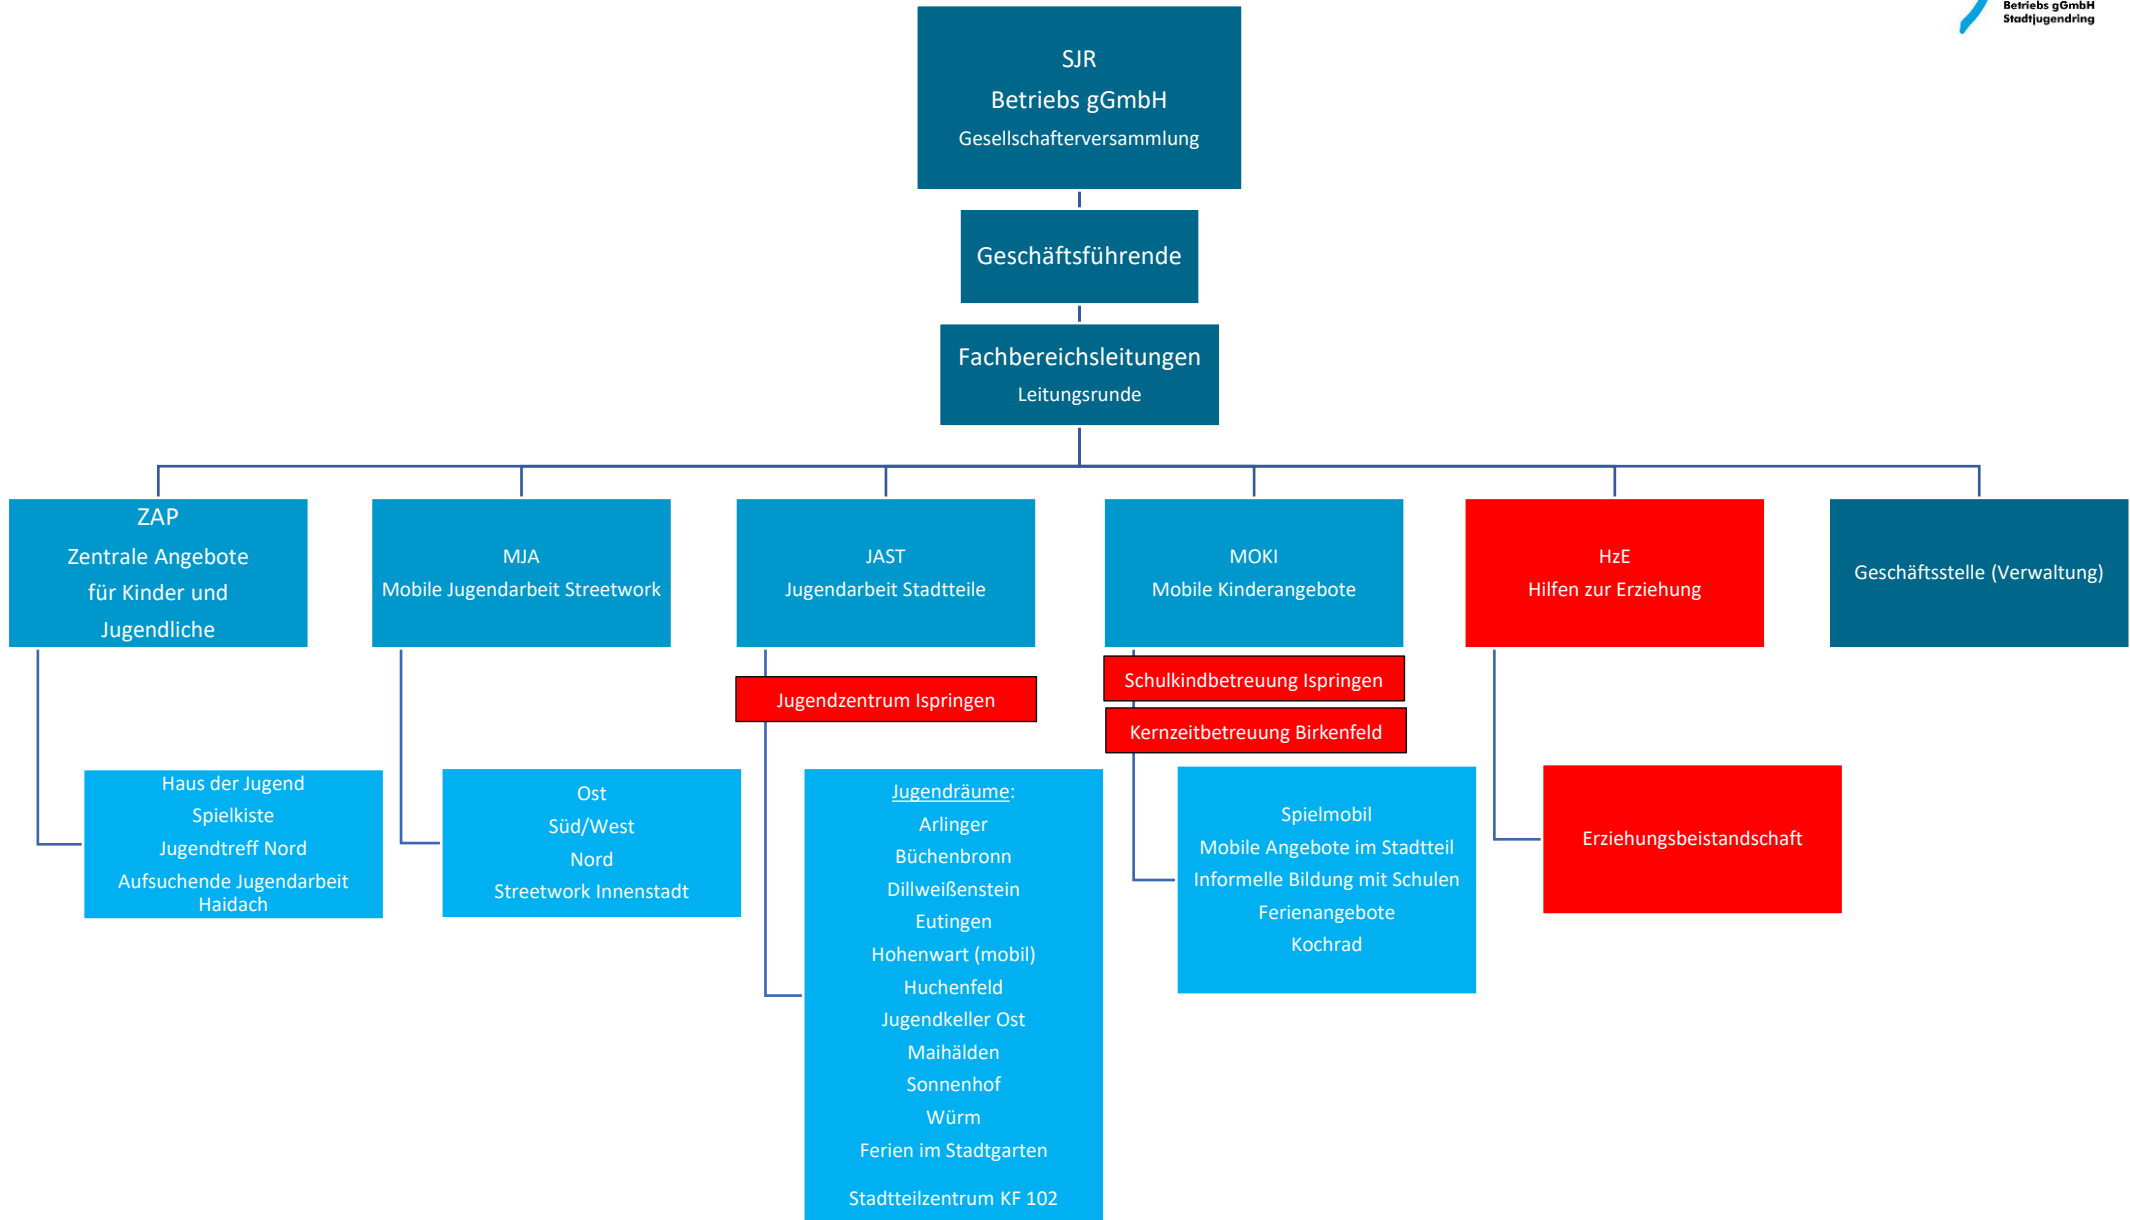 Betriebs gGmbH
Stadtjugendring
SJR
Betriebs gGmbH
Gesellschafterversammlung
Geschäftsführende
Fachbereichsleitungen
Leitungsrunde
ZAP
Zentrale Angebote
für Kinder und
Jugendliche
MJA
Mobile Jugendarbeit Streetwork
JAST
Jugendarbeit Stadtteile
MOKI
Mobile Kinderangebote
HzE
Hilfen zur Erziehung
Geschäftsstelle (Verwaltung)
Jugendzentrum Ispringen
Schulkindbetreuung Ispringen
Kernzeitbetreuung Birkenfeld
Haus der Jugend
Spielkiste
Jugendtreff Nord
Aufsuchende Jugendarbeit
Haidach
Ost
Süd/West
Nord
Streetwork Innenstadt
Jugendräume:
Arlinger
Büchenbronn
Dillweißenstein
Eutingen
Hohenwart (mobil)
Huchenfeld
Jugendkeller Ost
Maihälden
Sonnenhof
Würm
Ferien im Stadtgarten
Stadtteilzentrum KF 102
Spielmobil
Mobile Angebote im Stadtteil
Informelle Bildung mit Schulen
Ferienangebote
Kochrad
Erziehungsbeistandschaft